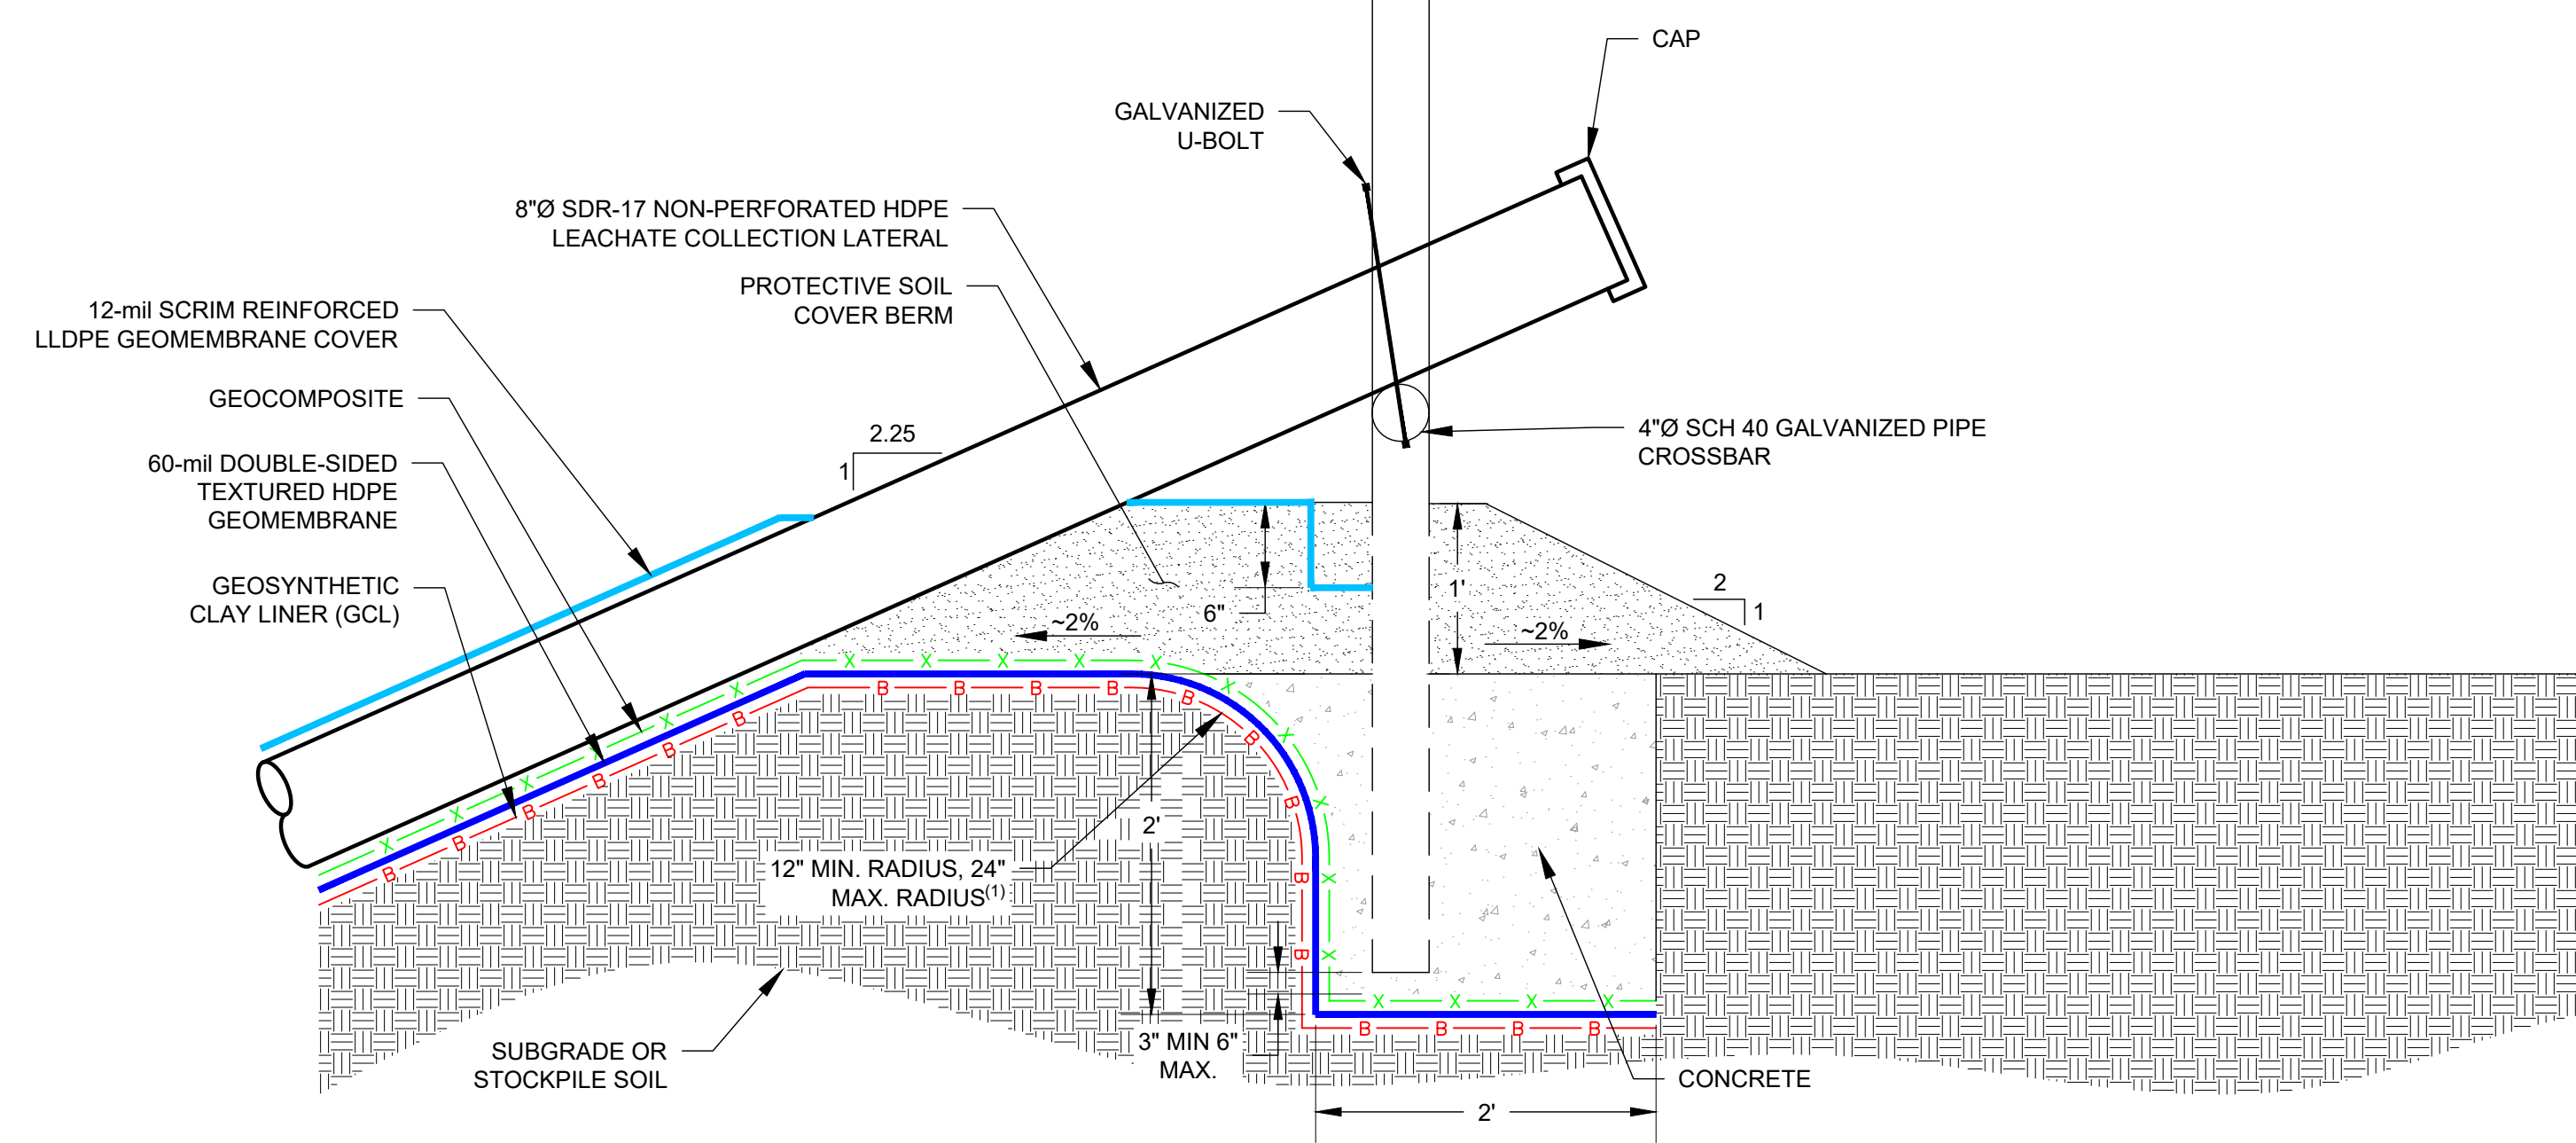 CAP
GALVANIZED
U-BOLT
8"Ø SDR-17 NON-PERFORATED HDPE
LEACHATE COLLECTION LATERAL
PROTECTIVE SOIL
COVER BERM
12-mil SCRIM REINFORCED
LLDPE GEOMEMBRANE COVER
GEOCOMPOSITE
60-mil DOUBLE-SIDED
TEXTURED HDPE
GEOMEMBRANE
GEOSYNTHETIC
CLAY LINER (GCL)
2.25
1
4"Ø SCH 40 GALVANIZED PIPE
CROSSBAR
6"
1'
2
1
~2%
~2%
2'
12" MIN. RADIUS, 24"
MAX. RADIUS(1)
3" MIN 6"
MAX.
SUBGRADE OR
STOCKPILE SOIL
CONCRETE
2'